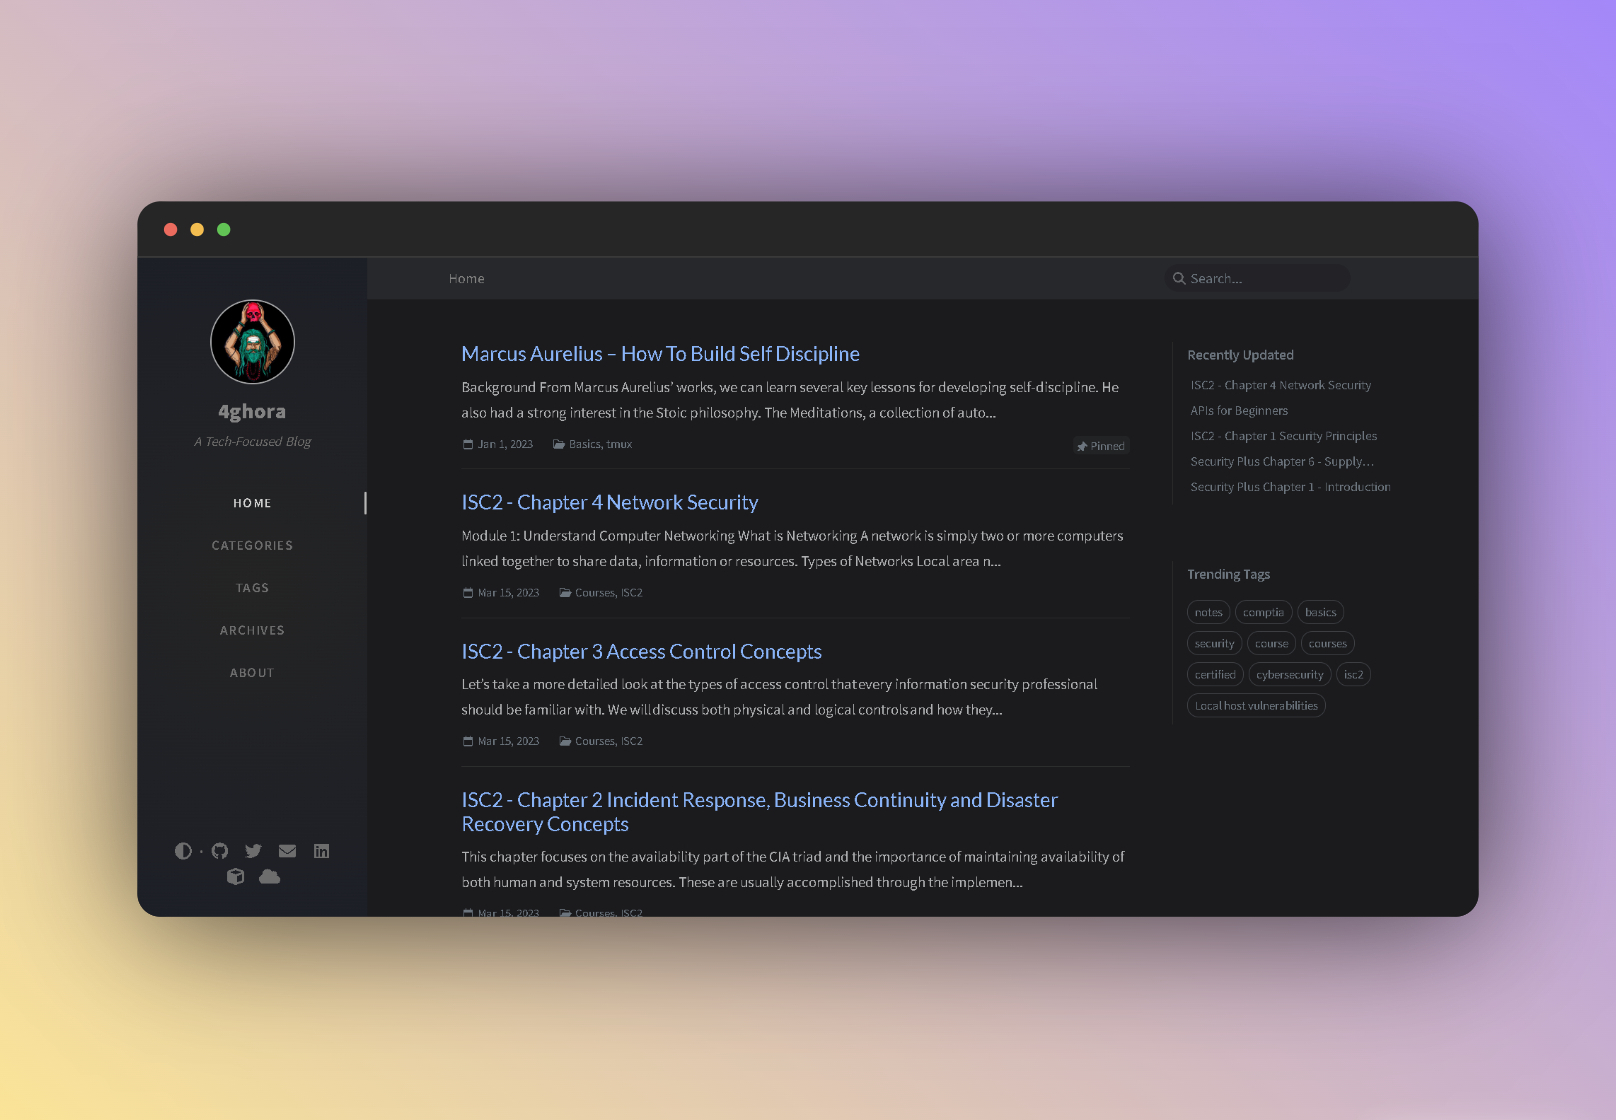 Home
Search...
4ghora
A Tech-Focused Blog
HOME
CATEGORIES
TAGS
ARCHIVES
ABOUT
Marcus Aurelius – How To Build Self Discipline
Background From Marcus Aurelius’ works, we can learn several key lessons for developing self-discipline. He
also had a strong interest in the Stoic philosophy. The Meditations, a collection of auto...
Jan 1, 2023 Basics, tmux
Pinned
ISC2 - Chapter 4 Network Security
Module 1: Understand Computer Networking What is Networking A network is simply two or more computers
linked together to share data, information or resources. Types of Networks Local area n...
Mar 15, 2023 Courses, ISC2
ISC2 - Chapter 3 Access Control Concepts
Let’s take a more detailed look at the types of access control that every information security professional
should be familiar with. We will discuss both physical and logical controls and how they...
Mar 15, 2023 Courses, ISC2
ISC2 - Chapter 2 Incident Response, Business Continuity and Disaster
Recovery Concepts
This chapter focuses on the availability part of the CIA triad and the importance of maintaining availability of
both human and system resources. These are usually accomplished through the implemen...
Mar 15, 2023 Courses, ISC2
Recently Updated
ISC2 - Chapter 4 Network Security
APIs for Beginners
ISC2 - Chapter 1 Security Principles
Security Plus Chapter 6 - Supply...
Security Plus Chapter 1 - Introduction
Trending Tags
notes comptia basics
security course courses
certified cybersecurity isc2
Local host vulnerabilities